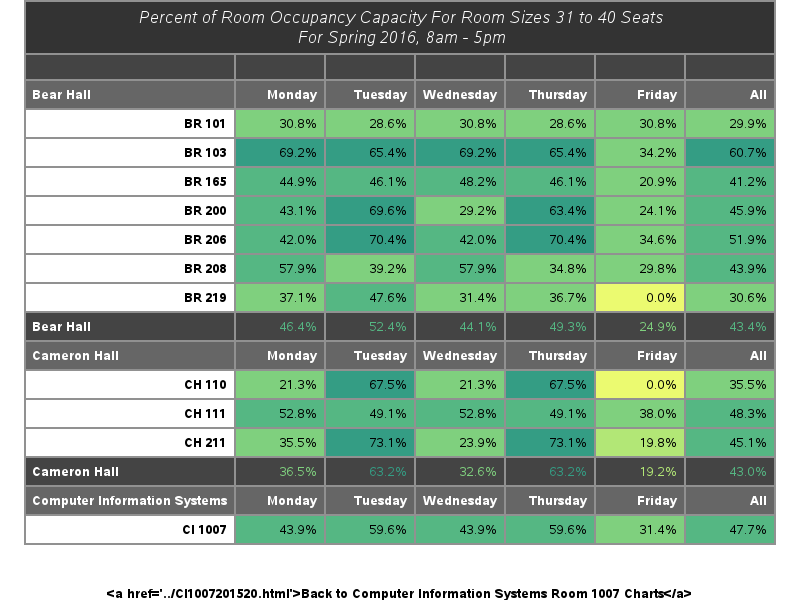 Percent of Room Occupancy Capacity For Room Sizes 31 to 40 Seats
For Spring 2016, 8am - 5pm
Bear Hall Monday Tuesday Wednesday Thursday Friday All
BR 101 30.8% 28.6% 30.8% 28.6% 30.8% 29.9%
BR 103 69.2% 65.4% 69.2% 65.4% 34.2% 60.7%
BR 165 44.9% 46.1% 48.2% 46.1% 20.9% 41.2%
BR 200 43.1% 69.6% 29.2% 63.4% 24.1% 45.9%
BR 206 42.0% 70.4% 42.0% 70.4% 34.6% 51.9%
BR 208 57.9% 39.2% 57.9% 34.8% 29.8% 43.9%
BR 219 37.1% 47.6% 31.4% 36.7% 0.0% 30.6%
Bear Hall 46.4% 52.4% 44.1% 49.3% 24.9% 43.4%
Cameron Hall Monday Tuesday Wednesday Thursday Friday All
CH 110 21.3% 67.5% 21.3% 67.5% 0.0% 35.5%
CH 111 52.8% 49.1% 52.8% 49.1% 38.0% 48.3%
CH 211 35.5% 73.1% 23.9% 73.1% 19.8% 45.1%
Cameron Hall 36.5% 63.2% 32.6% 63.2% 19.2% 43.0%
Computer Information Systems Monday Tuesday Wednesday Thursday Friday All
CI 1007 43.9% 59.6% 43.9% 59.6% 31.4% 47.7%
&lt;a href='../CI1007201520.html'&gt;Back to Computer Information Systems Room 1007 Charts&lt;/a&gt;